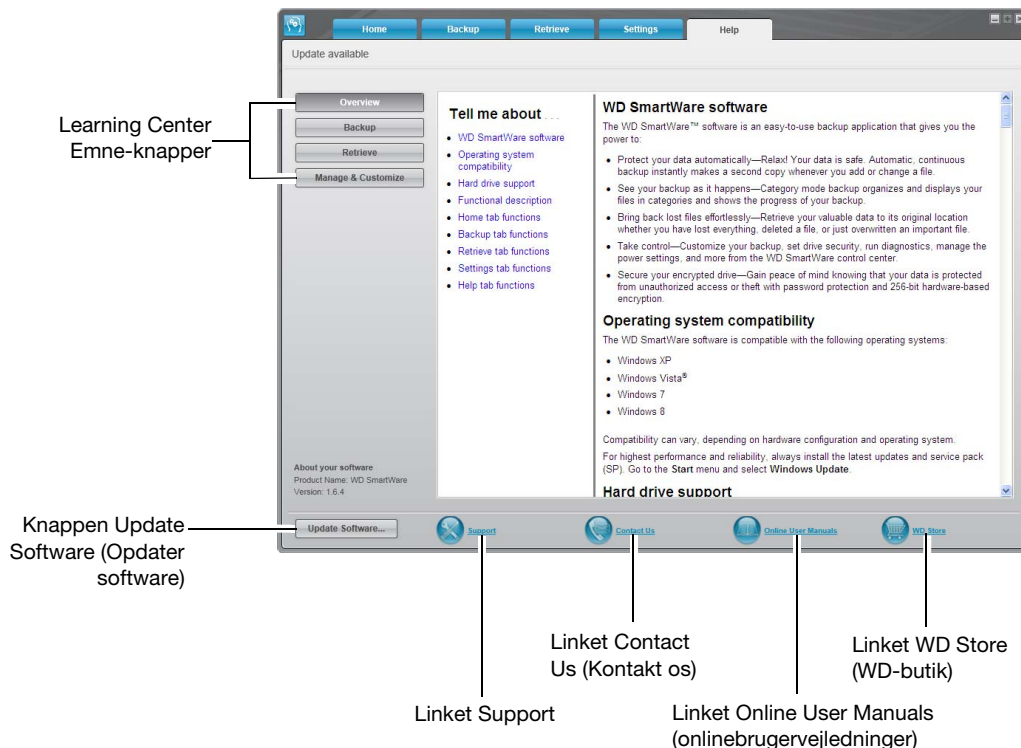 Home
Backup
Retrieve
Settings
Help
Update available
Learning Center
Emne-knapper
Overview
Backup
Retrieve
Manage & Customize
Tell me about . . .
• WD SmartWare software
• Operating system
compatibility
• Hard drive support
• Functional description
• Home tab functions
• Backup tab functions
• Retrieve tab functions
• Settings tab functions
• Help tab functions
WD SmartWare software
The WD SmartWare™ software is an easy-to-use backup application that gives you the
power to:
• Protect your data automatically—Relax! Your data is safe. Automatic, continuous
backup instantly makes a second copy whenever you add or change a file.
• See your backup as it happens—Category mode backup organizes and displays your
files in categories and shows the progress of your backup.
• Bring back lost files effortlessly—Retrieve your valuable data to its original location
whether you have lost everything, deleted a file, or just overwritten an important file.
• Take control—Customize your backup, set drive security, run diagnostics, manage the
power settings, and more from the WD SmartWare control center.
• Secure your encrypted drive—Gain peace of mind knowing that your data is protected
from unauthorized access or theft with password protection and 256-bit hardware-based
encryption.
Operating system compatibility
The WD SmartWare software is compatible with the following operating systems:
• Windows XP
• Windows Vista®
• Windows 7
• Windows 8
Compatibility can vary, depending on hardware configuration and operating system.
For highest performance and reliability, always install the latest updates and service pack
(SP). Go to the Start menu and select Windows Update.
Hard drive support
About your software
Product Name: WD SmartWare
Version: 1.6.4
Knappen Update
Software (Opdater
software)
Update Software...
Support
Contact Us
Online User Manuals
WD Store
Linket Contact
Us (Kontakt os)
Linket WD Store
(WD-butik)
Linket Support
Linket Online User Manuals
(onlinebrugervejledninger)